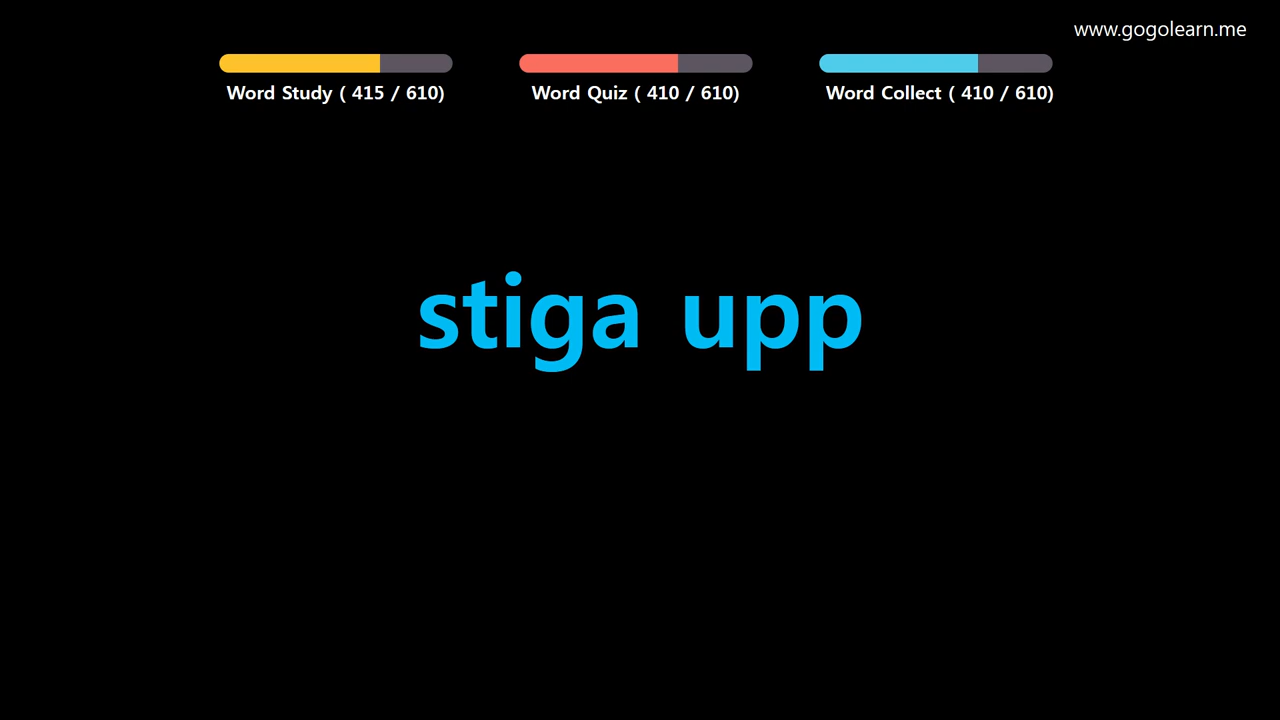 www.gogolearn.me
Word Study ( 415 / 610)
Word Quiz ( 410 / 610)
Word Collect ( 410 / 610)
stiga upp